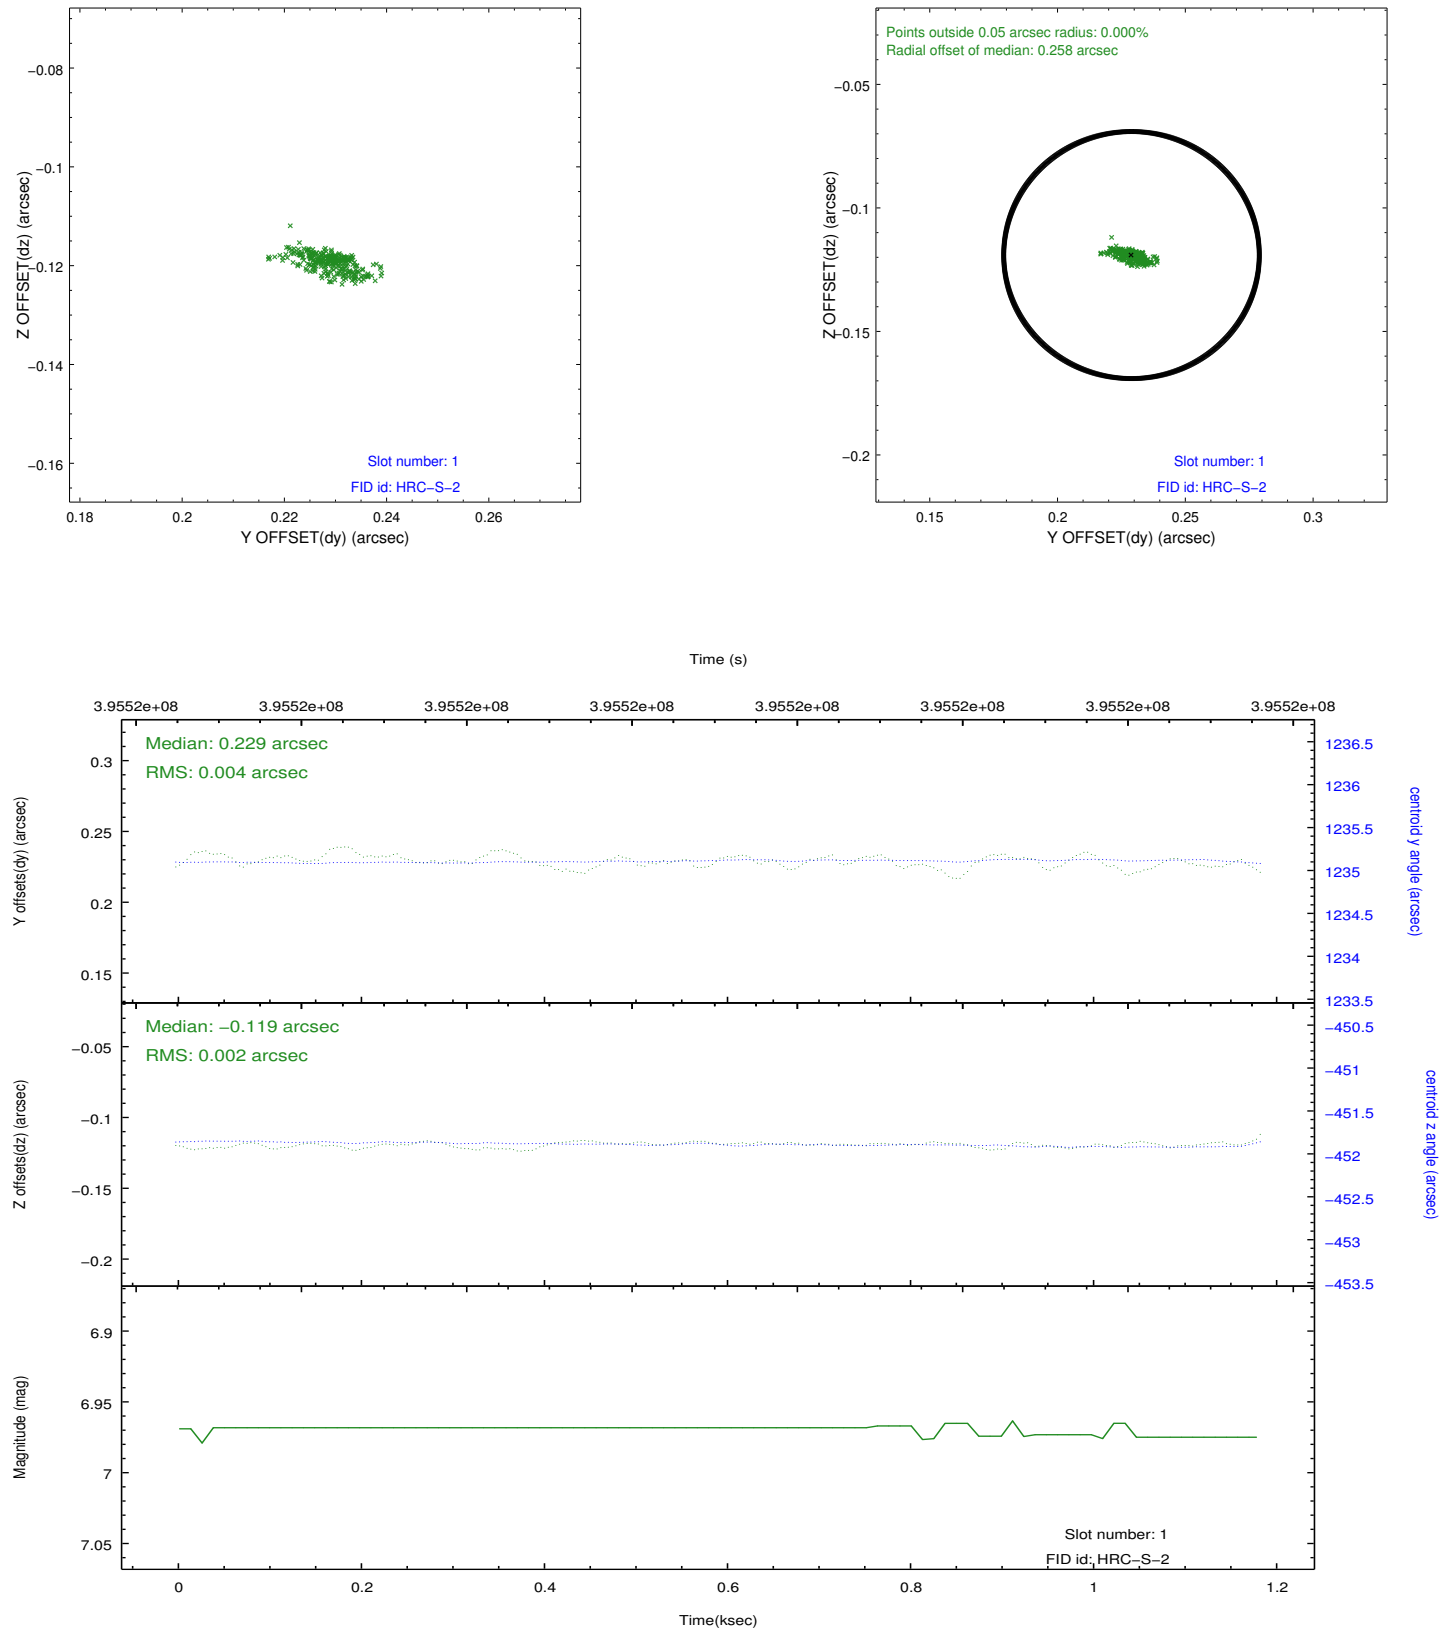 −0.08
−0.1
−0.12
−0.14
−0.16
Z OFFSET(dz) (arcsec)
Slot number: 1
FID id: HRC−S−2
0.18
0.2
0.22
0.24
0.26
Y OFFSET(dy) (arcsec)
Points outside 0.05 arcsec radius: 0.000%
Radial offset of median: 0.258 arcsec
−0.05
−0.1
−0.15
−0.2
Z OFFSET(dz) (arcsec)
Slot number: 1
FID id: HRC−S−2
0.15
0.2
0.25
0.3
Y OFFSET(dy) (arcsec)
Time (s)
3.9552e+08 3.9552e+08 3.9552e+08 3.9552e+08 3.9552e+08 3.9552e+08 3.9552e+08 3.9552e+08
Median: 0.229 arcsec
RMS: 0.004 arcsec
0.3
0.25
0.2
0.15
Y offsets(dy) (arcsec)
1236.5
1236
1235.5
1235
1234.5
1234
1233.5
centroid y angle (arcsec)
Median: −0.119 arcsec
RMS: 0.002 arcsec
−0.05
−0.1
−0.15
−0.2
Z offsets(dz) (arcsec)
−450.5
−451
−451.5
−452
−452.5
−453
−453.5
centroid z angle (arcsec)
6.9
6.95
7
7.05
Magnitude (mag)
Slot number: 1
FID id: HRC−S−2
0 0.2 0.4 0.6 0.8 1 1.2
Time(ksec)